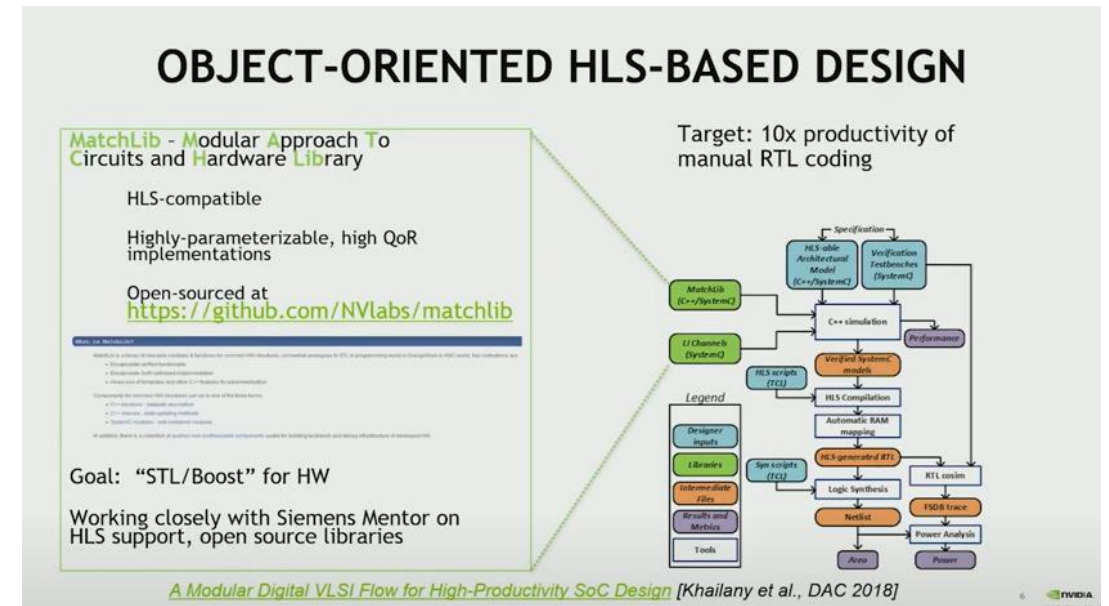 OBJECT-ORIENTED HLS-BASED DESIGN
MatchLib – Modular Approach To
Circuits and Hardware Library
HLS-compatible
Highly-parameterizable, high QoR
implementations
Open-sourced at
https://github.com/NVlabs/matchlib
What is MatchLib?
Goal: “STL/Boost” for HW
Working closely with Siemens Mentor on
HLS support, open source libraries
Target: 10x productivity of
manual RTL coding
Specification
HLS-able
Architectural
Model
(C++/SystemC)
Verification
Testbenches
(SystemC)
MatchLib
(C++/SystemC)
C++ simulation
Performance
LI Channels
(SystemC)
Verified SystemC
models
HLS scripts
(TCL)
HLS Compilation
Automatic RAM
mapping
HLS-generated RTL
RTL cosim
Syn scripts
(TCL)
Logic Synthesis
FSDB trace
Netlist
Power Analysis
Area
Power
Legend
Designer
inputs
Libraries
Intermediate
Files
Results and
Metrics
Tools
A Modular Digital VLSI Flow for High-Productivity SoC Design [Khailany et al., DAC 2018]
6
NVIDIA